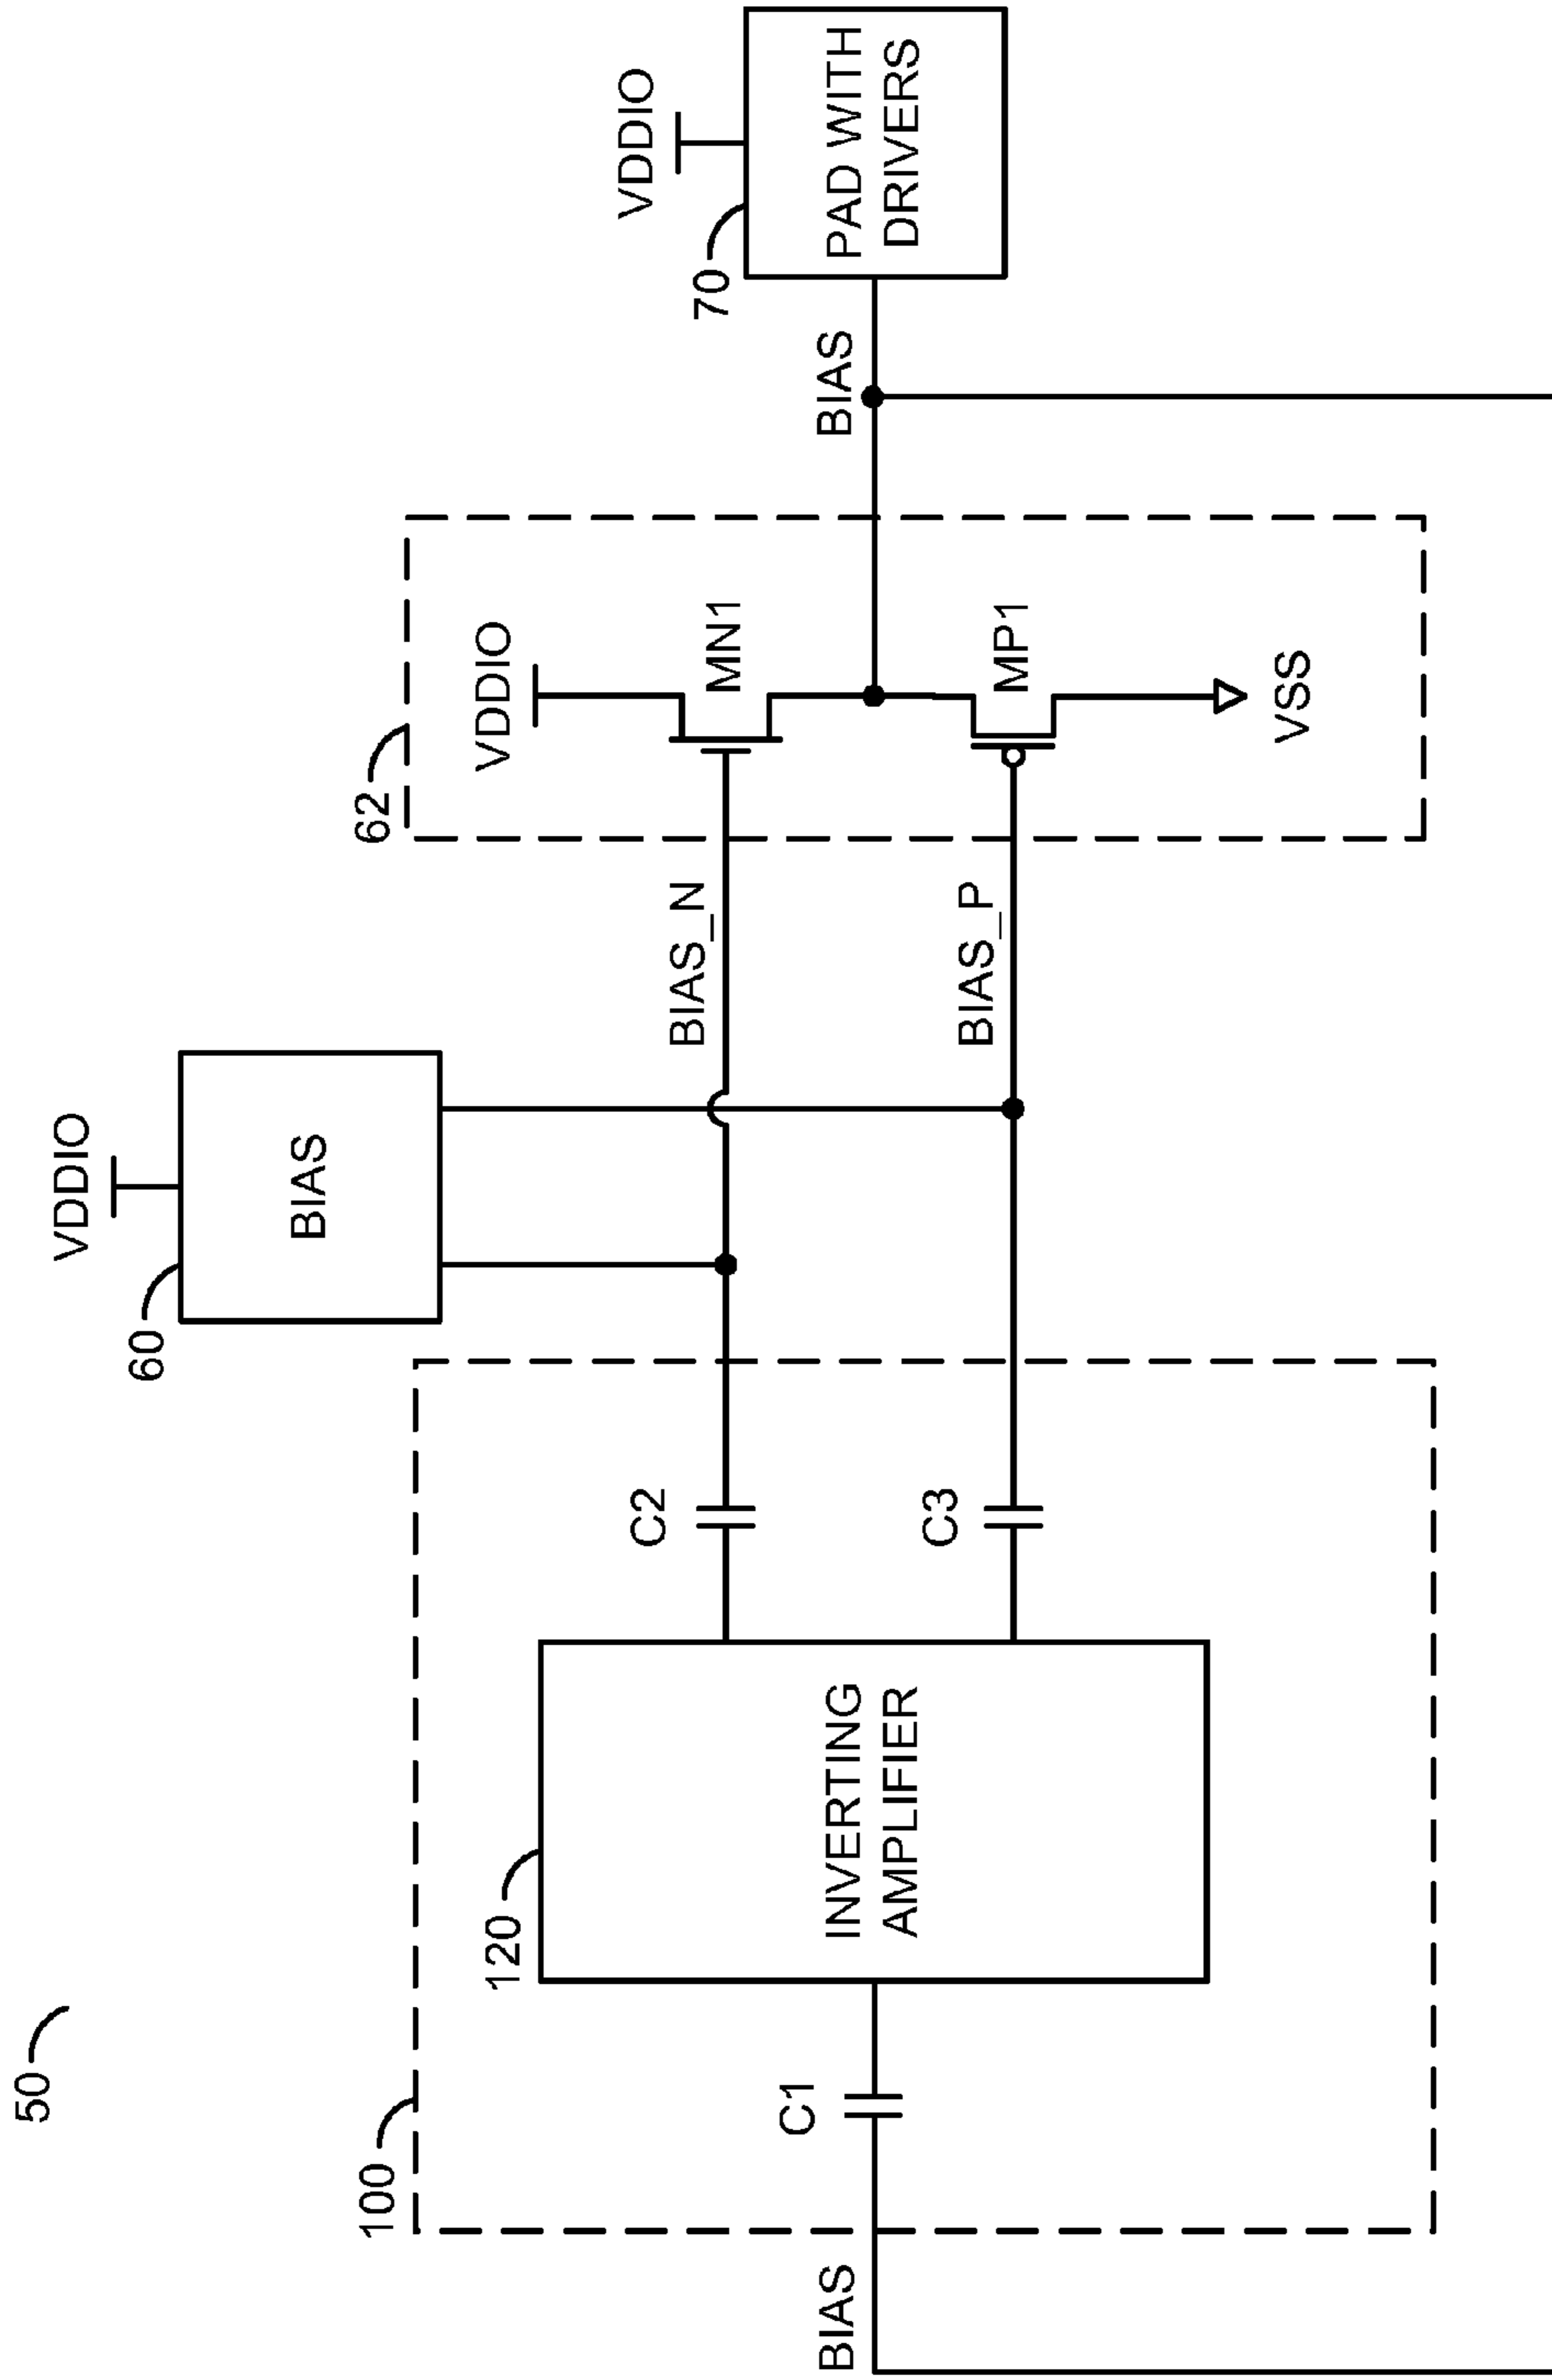 50
VDDIO
60
BIAS
VDDIO
70
PAD WITH
DRIVERS
62
VDDIO
MN1
MP1
VSS
BIAS
BIAS_N
BIAS_P
100
120
INVERTING
AMPLIFIER
C1
C2
C3
BIAS